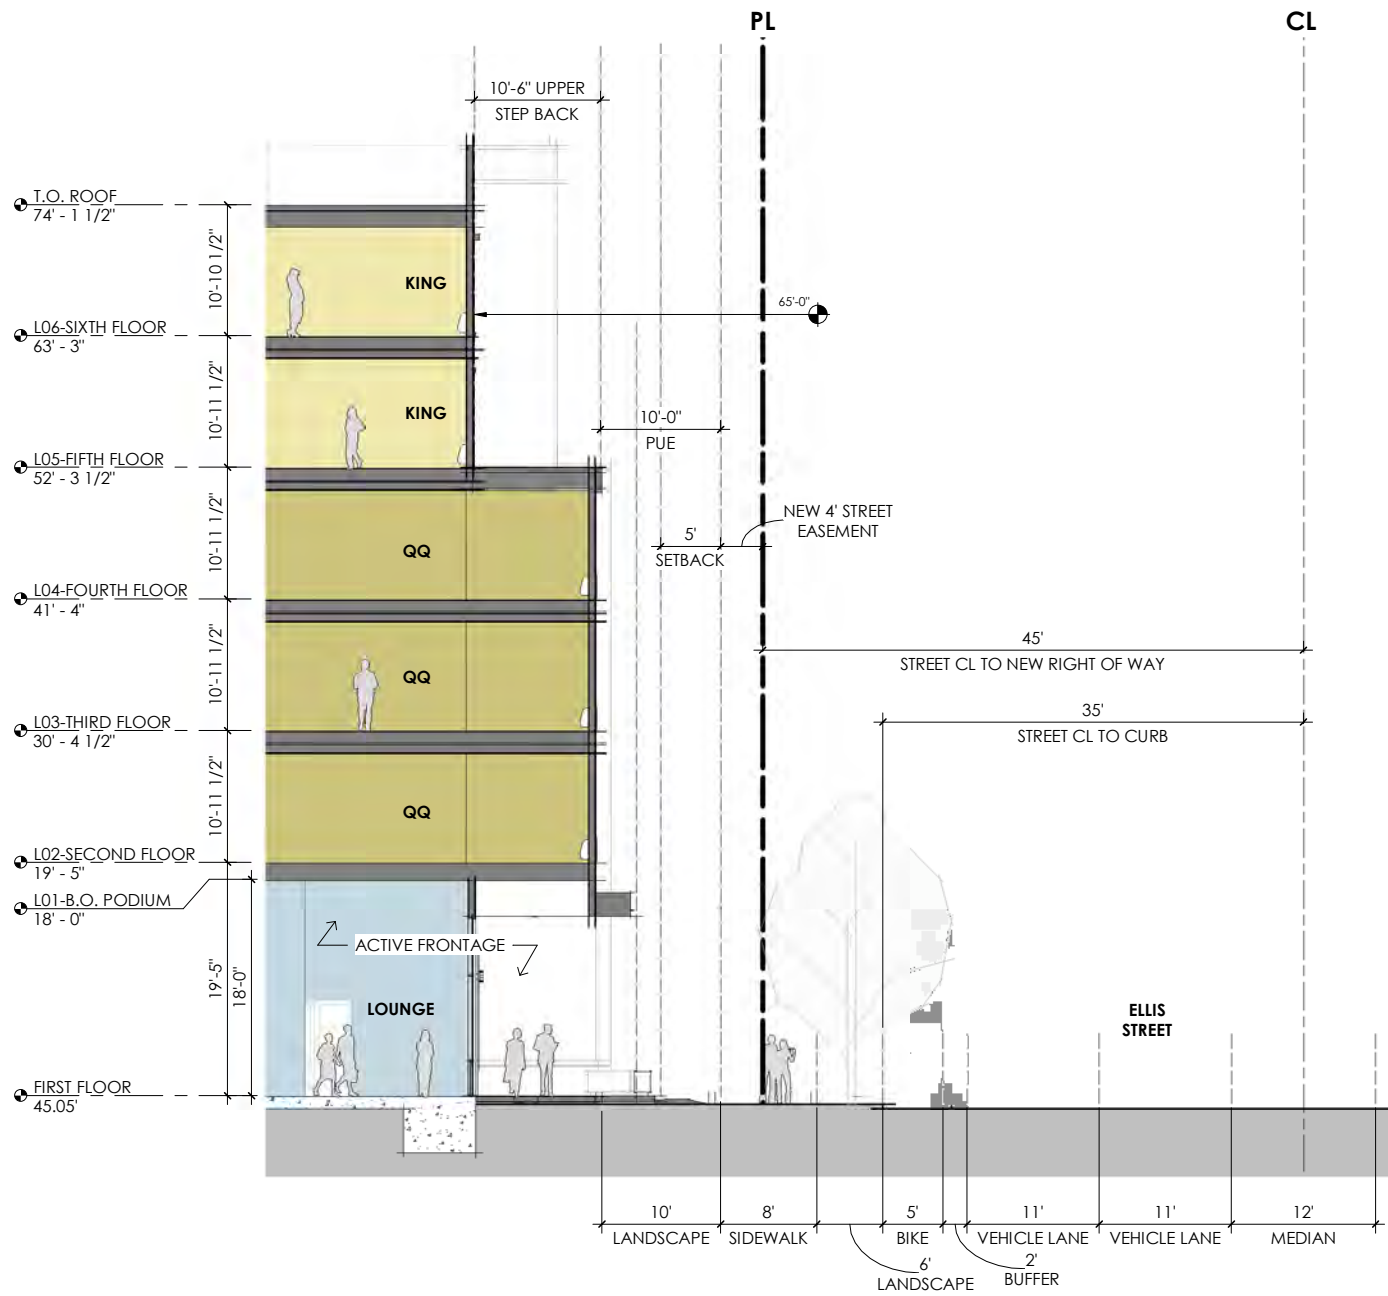 PL
CL
10'-6" UPPER
STEP BACK
T.O. ROOF
74' - 1 1/2"
10'-10 1/2"
KING
65'-0"
L06-SIXTH FLOOR
63' - 3"
10'-11 1/2"
KING
10'-0"
PUE
L05-FIFTH FLOOR
52' - 3 1/2"
10'-11 1/2"
QQ
NEW 4' STREET
EASEMENT
5'
SETBACK
L04-FOURTH FLOOR
41' - 4"
10'-11 1/2"
QQ
45'
STREET CL TO NEW RIGHT OF WAY
L03-THIRD FLOOR
30' - 4 1/2"
35'
STREET CL TO CURB
10'-11 1/2"
QQ
L02-SECOND FLOOR
19' - 5"
L01-B.O. PODIUM
18' - 0"
ACTIVE FRONTAGE
19'-5"
18'-0"
LOUNGE
ELLIS
STREET
FIRST FLOOR
45.05'
10'
LANDSCAPE
8'
SIDEWALK
6'
LANDSCAPE
5'
BIKE
2'
BUFFER
11'
VEHICLE LANE
11'
VEHICLE LANE
12'
MEDIAN